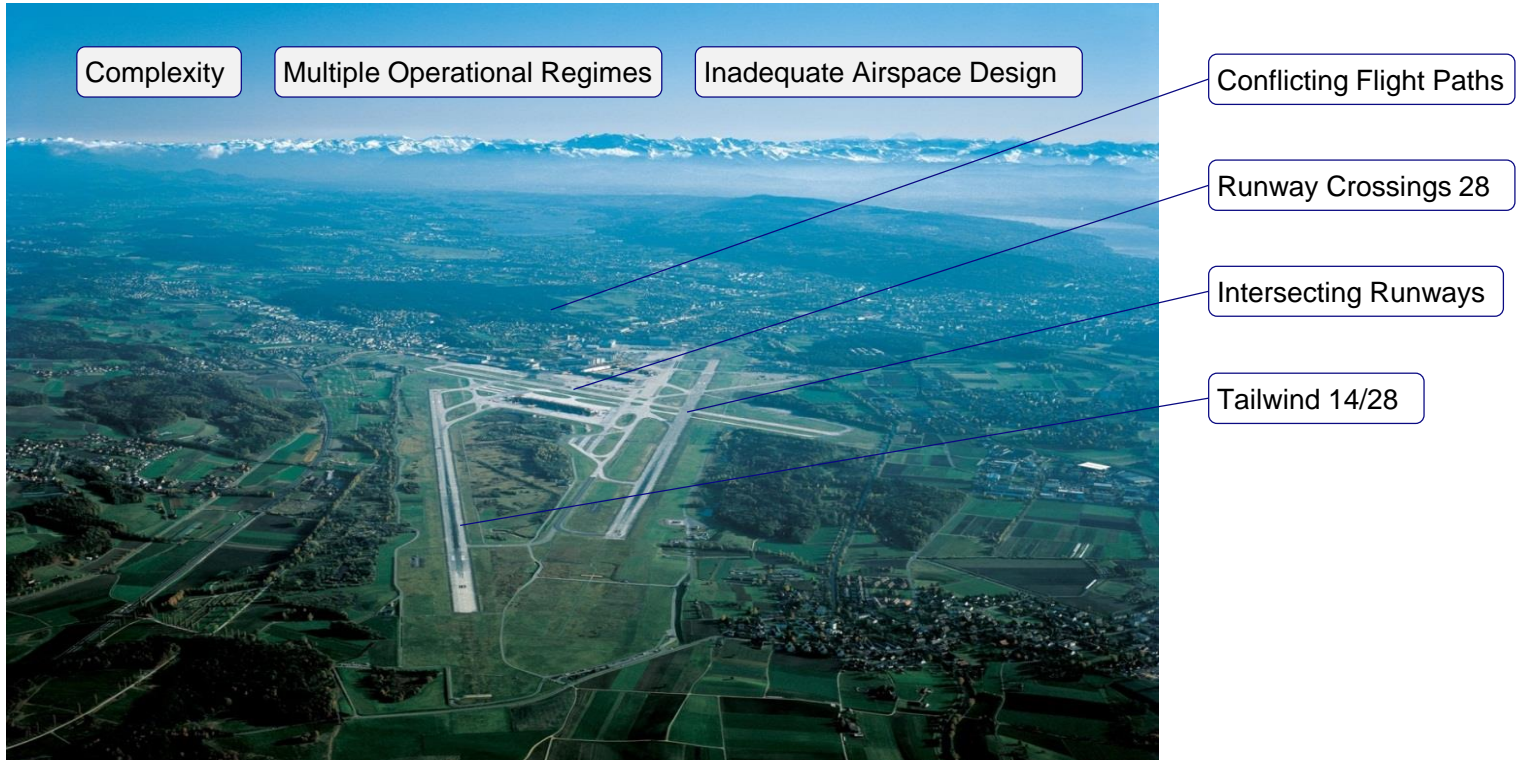 Complexity
Multiple Operational Regimes
Inadequate Airspace Design
Conflicting Flight Paths
Runway Crossings 28
Intersecting Runways
Tailwind 14/28